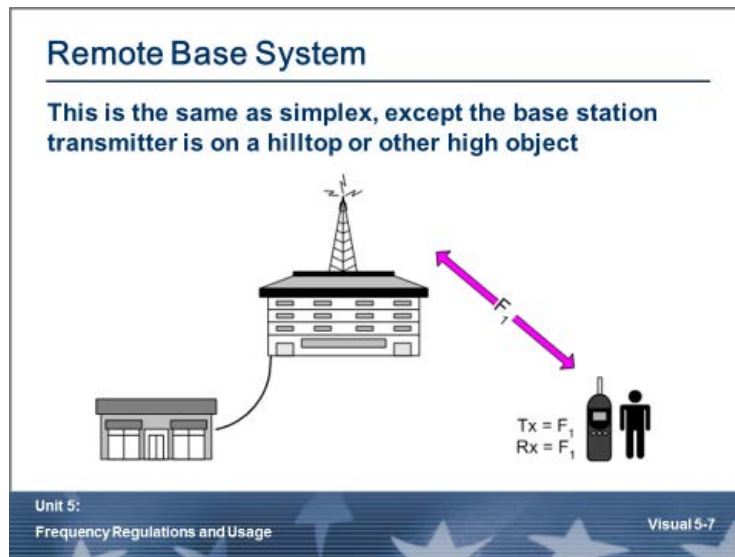 Remote Base System
This is the same as simplex, except the base station
transmitter is on a hilltop or other high object
F₁
Tx = F₁
Rx = F₁
Unit 5:
Frequency Regulations and Usage
Visual 5-7